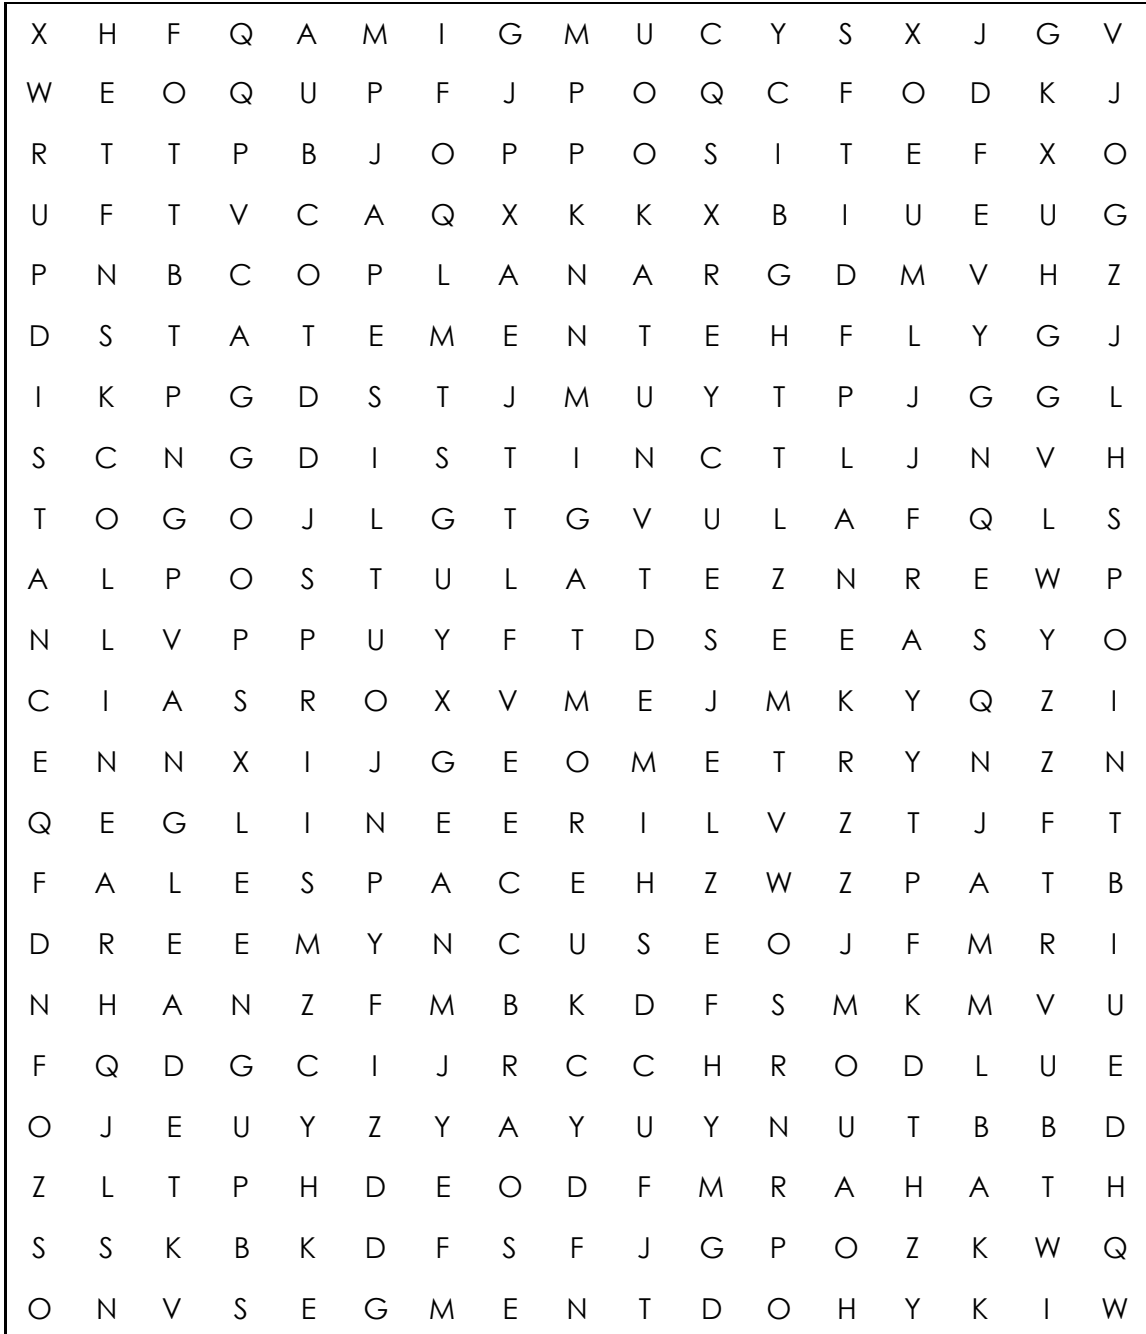 X H F Q A M I G M U C Y S X J G V
W E O Q U P F J P O Q C F O D K J
R T T P B J O P P O S I T E F X O
U F T V C A Q X K K X B I U E U G
P N B C O P L A N A R G D M V H Z
D S T A T E M E N T E H F L Y G J
I K P G D S T J M U Y T P J G G L
S C N G D I S T I N C T L J N V H
T O G O J L G T G V U L A F Q L S
A L P O S T U L A T E Z N R E W P
N L V P P U Y F T D S E E A S Y O
C I A S R O X V M E J M K Y Q Z I
E N N X I J G E O M E T R Y N Z N
Q E G L I N E E R I L V Z T J F T
F A L E S P A C E H Z W Z P A T B
D R E E M Y N C U S E O J F M R I
N H A N Z F M B K D F S M K M V U
F Q D G C I J R C C H R O D L U E
O J E U Y Z Y A Y U Y N U T B B D
Z L T P H D E O D F M R A H A T H
S S K B K D F S F J G P O Z K W Q
O N V S E G M E N T D O H Y K I W